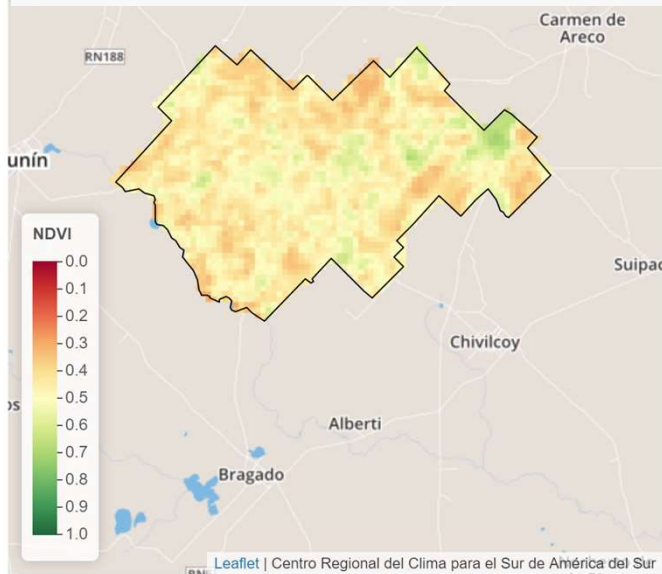 Carmen de
Areco
RN188
unín
NDVI
0.0
0.1
0.2
0.3
0.4
0.5
0.6
0.7
0.8
0.9
1.0
Suipac
Chivilcoy
os
Alberti
Bragado
Leaflet | Centro Regional del Clima para el Sur de América del Sur